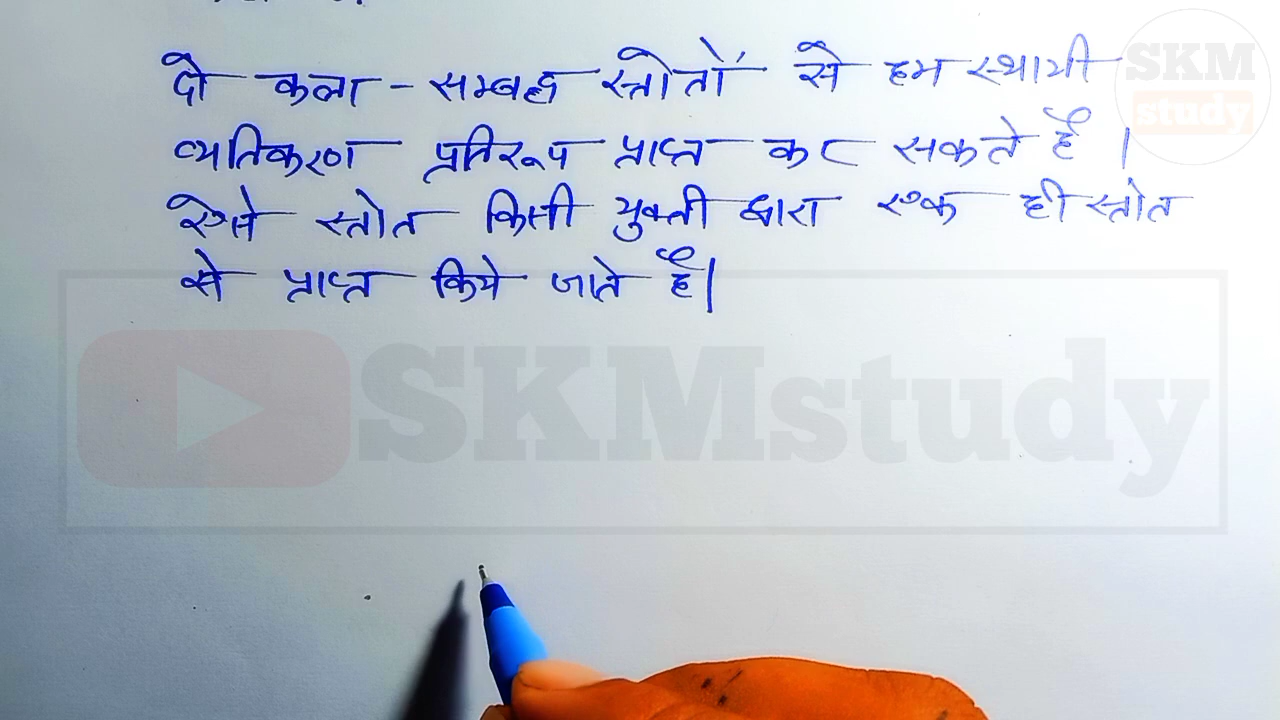 दो कला - सम्बद्ध स्त्रोतों से हम स्थायी
व्यतिकरण प्रतिरूप प्राप्त कर सकते हैं |
ऐसे स्त्रोत किसी युक्ती द्वारा एक ही स्त्रोत
से प्राप्त किये जाते हैं|
SKM
study
SKMstudy